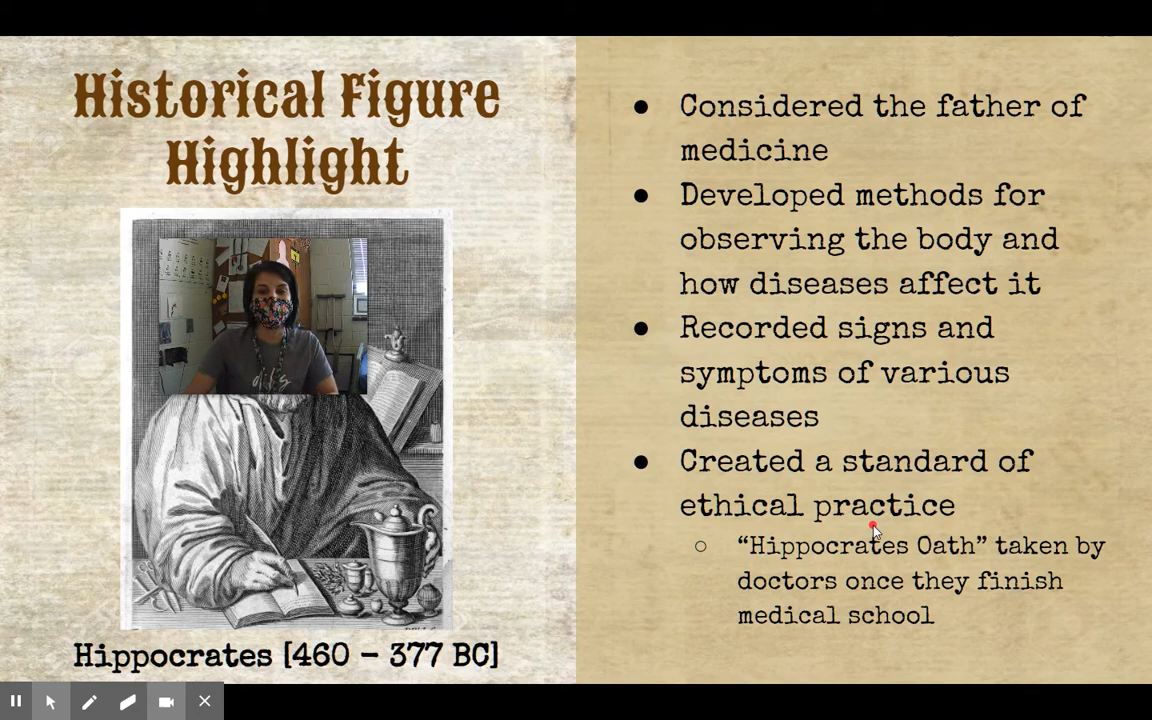 Historical Figure
Highlight
Hippocrates [460 - 377 BC]
● Considered the father of
medicine
● Developed methods for
observing the body and
how diseases affect it
● Recorded signs and
symptoms of various
diseases
● Created a standard of
ethical practice
○ “Hippocrates Oath” taken by
doctors once they finish
medical school